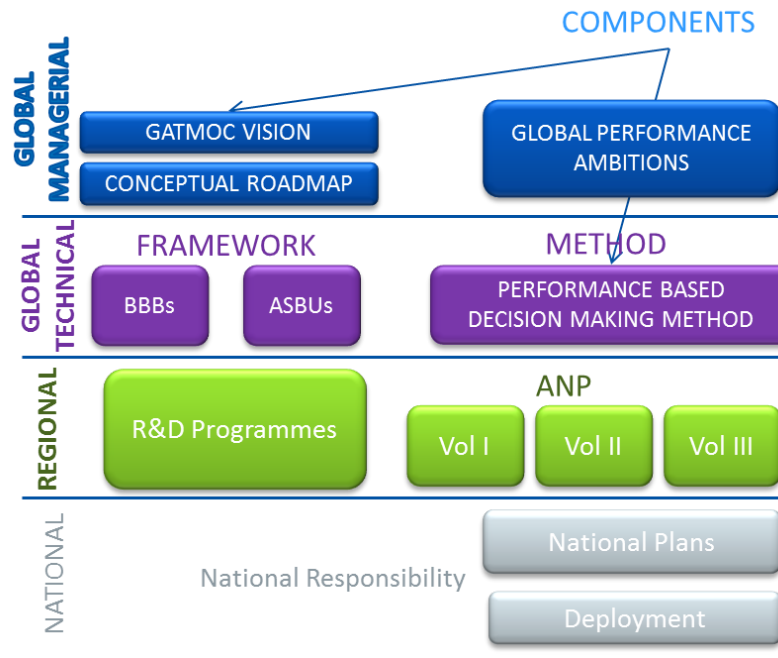 COMPONENTS
GLOBAL
MANAGERIAL
GATMOC VISION
CONCEPTUAL ROADMAP
GLOBAL PERFORMANCE
AMBITIONS
GLOBAL
TECHNICAL
FRAMEWORK
METHOD
BBBs
ASBUs
PERFORMANCE BASED
DECISION MAKING METHOD
REGIONAL
R&D Programmes
ANP
Vol I
Vol II
Vol III
NATIONAL
National Responsibility
National Plans
Deployment